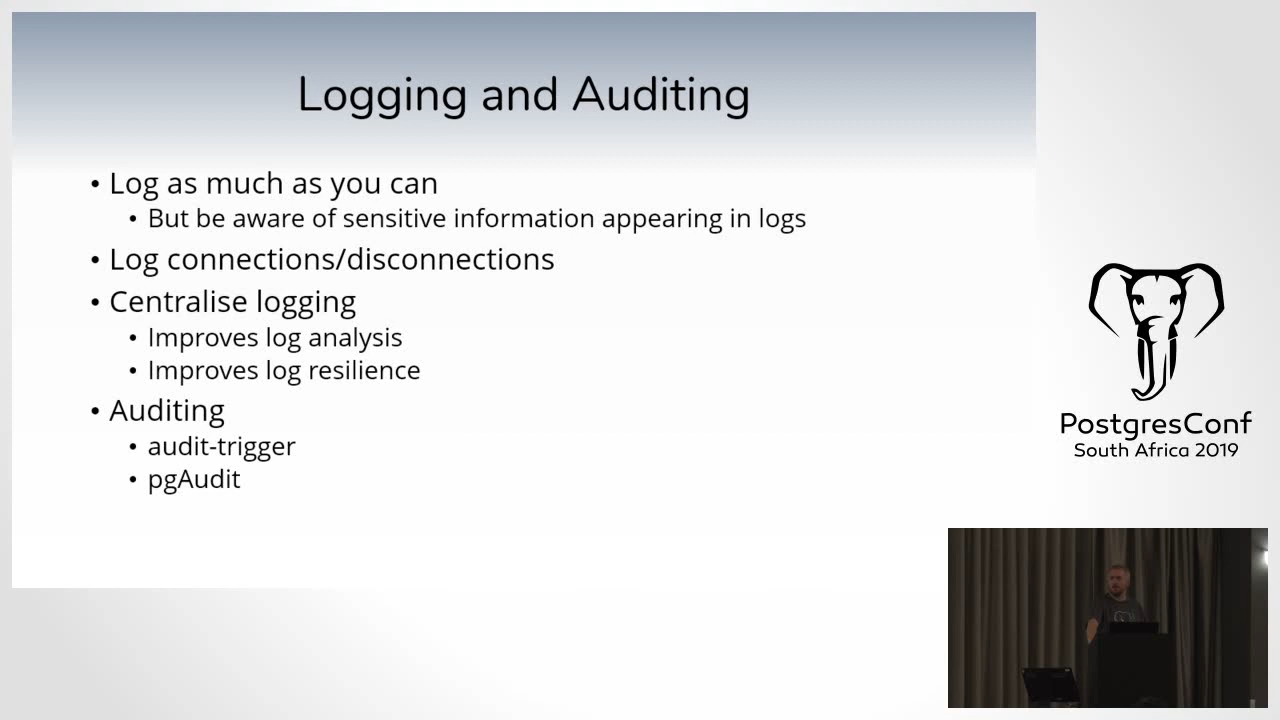 Logging and Auditing
• Log as much as you can
• But be aware of sensitive information appearing in logs
• Log connections/disconnections
• Centralise logging
• Improves log analysis
• Improves log resilience
• Auditing
• audit-trigger
• pgAudit
PostgresConf
South Africa 2019